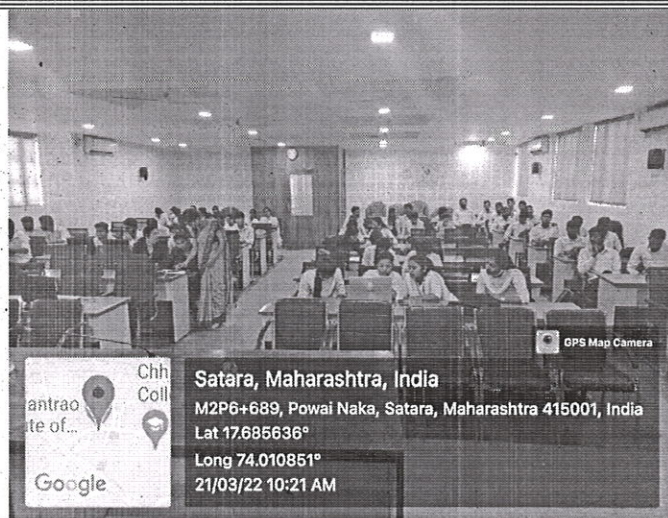 GPS Map Camera
Chh
Coll
antrao
te of...
Google
Satara, Maharashtra, India
M2P6+689, Powai Naka, Satara, Maharashtra 415001, India
Lat 17.685636°
Long 74.010851°
21/03/22 10:21 AM